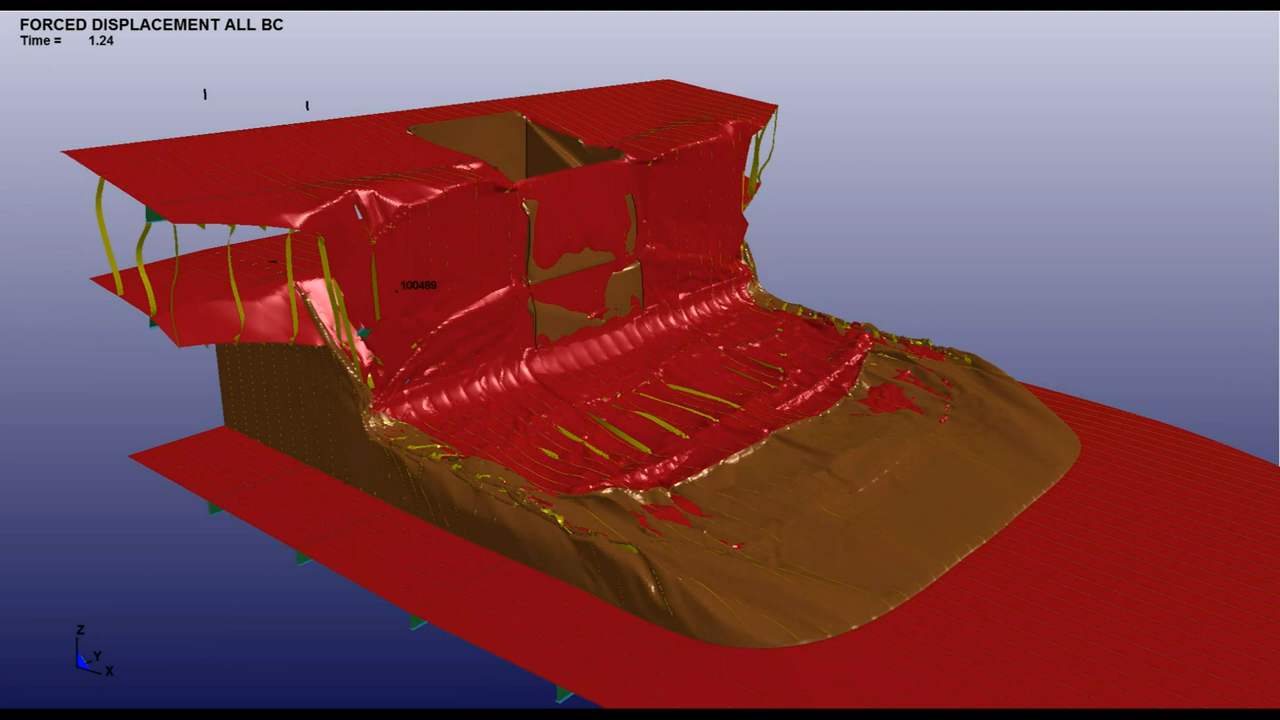 FORCED DISPLACEMENT ALL BC
Time = 1.24
100489
Z
Y
X